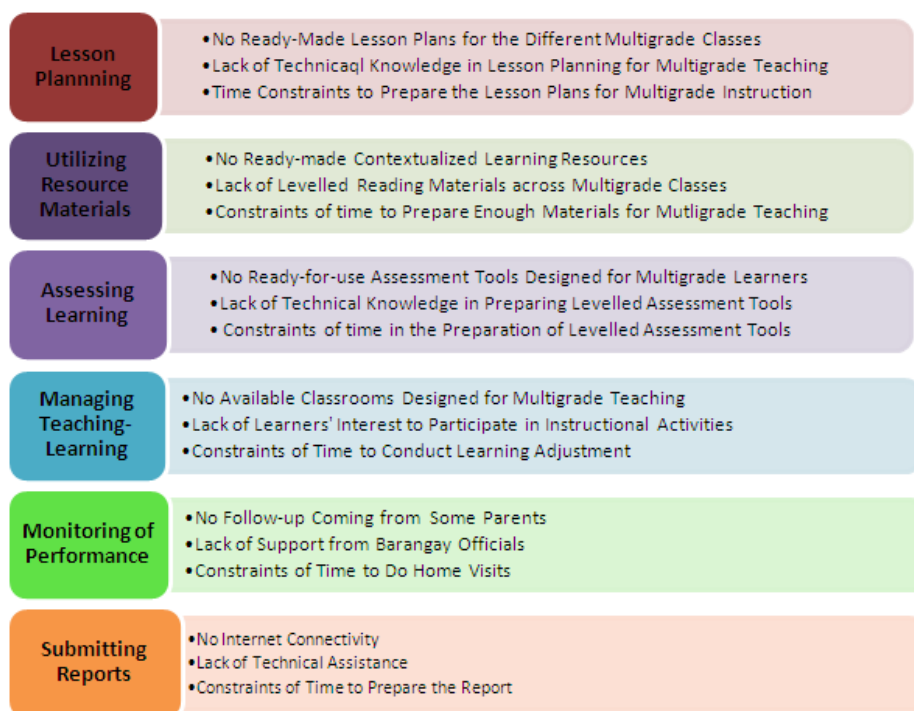 Lesson
Plannning
•No Ready-Made Lesson Plans for the Different Multigrade Classes
•Lack of Technicaql Knowledge in Lesson Planning for Multigrade Teaching
•Time Constraints to Prepare the Lesson Plans for Multigrade Instruction
Utilizing
Resource
Materials
•No Ready-made Contextualized Learning Resources
•Lack of Levelled Reading Materials across Multigrade Classes
•Constraints of time to Prepare Enough Materials for Mutligrade Teaching
Assessing
Learning
•No Ready-for-use Assessment Tools Designed for Multigrade Learners
•Lack of Technical Knowledge in Preparing Levelled Assessment Tools
• Constraints of time in the Preparation of Levelled Assessment Tools
Managing
Teaching-
Learning
•No Available Classrooms Designed for Multigrade Teaching
•Lack of Learners' Interest to Participate in Instructional Activities
•Constraints of Time to Conduct Learning Adjustment
Monitoring of
Performance
•No Follow-up Coming from Some Parents
•Lack of Support from Barangay Officials
•Constraints of Time to Do Home Visits
Submitting
Reports
•No Internet Connectivity
•Lack of Technical Assistance
•Constraints of Time to Prepare the Report